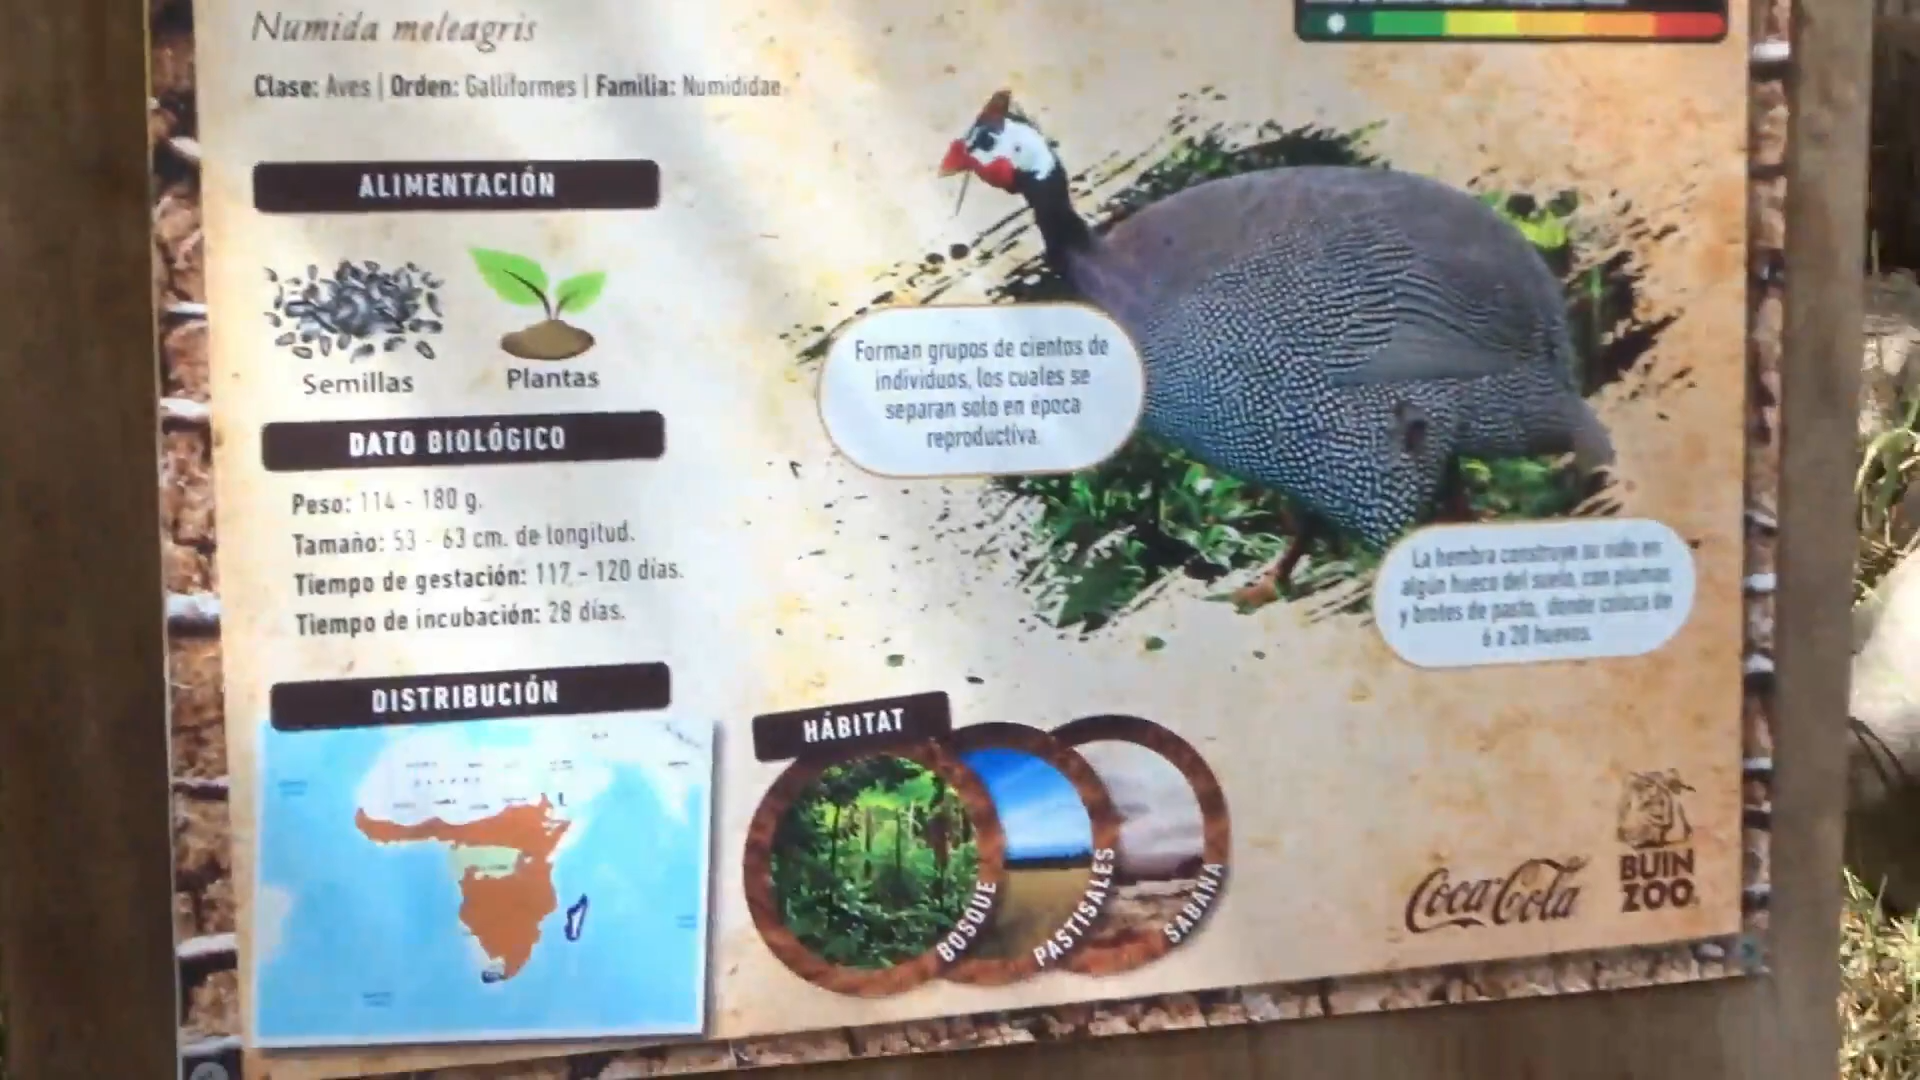 Numida meleagris
Clase: Aves | Orden: Galliformes | Familia: Numididae
ALIMENTACIÓN
Semillas
Plantas
DATO BIOLÓGICO
Peso: 114 - 180 g.
Tamaño: 53 - 63 cm. de longitud.
Tiempo de gestación: 117 - 120 días.
Tiempo de incubación: 28 días.
DISTRIBUCIÓN
Forman grupos de cientos de
individuos, los cuales se
separan solo en época
reproductiva.
La hembra construye su nido en
algún hueco del suelo, con plumas
y brotes de pasto, donde coloca de
6 a 20 huevos.
HÁBITAT
BOSQUE
PASTISALES
SABANA
Coca-Cola
BUIN
ZOO